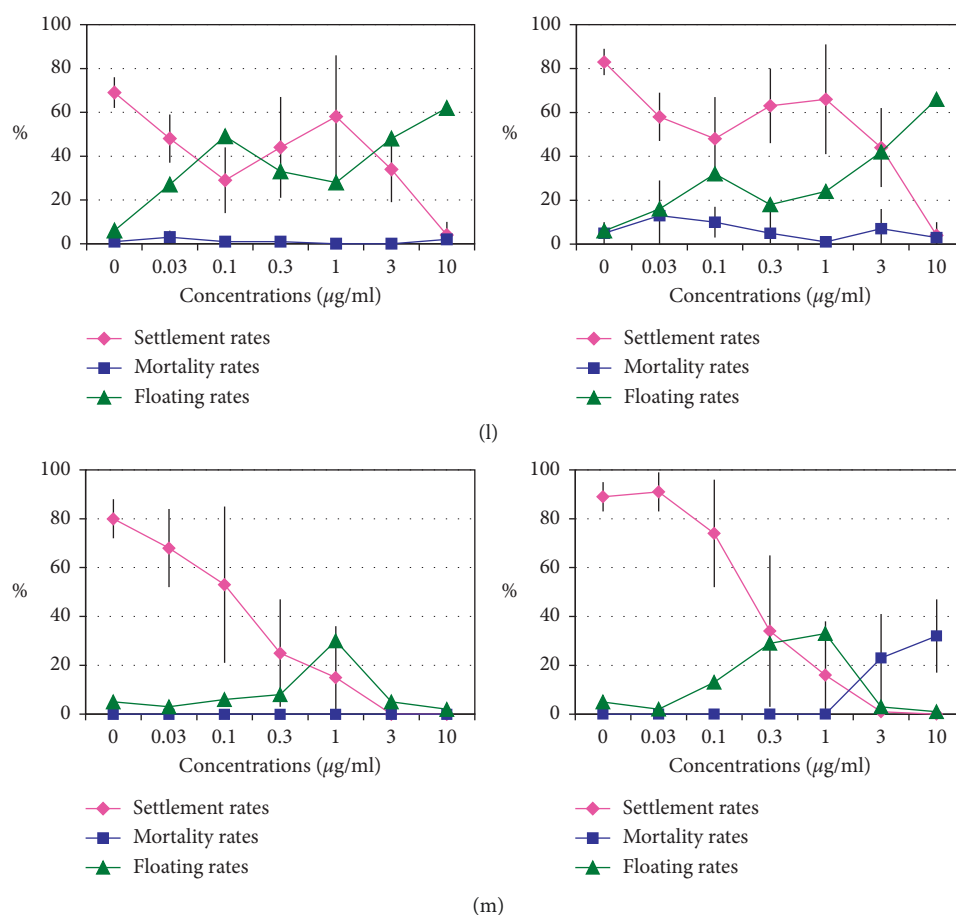 100
80
60
%
40
20
0
0 0.03 0.1 0.3 1 3 10
Concentrations (µg/ml)
Settlement rates
Mortality rates
Floating rates
100
80
60
%
40
20
0
0 0.03 0.1 0.3 1 3 10
Concentrations (µg/ml)
Settlement rates
Mortality rates
Floating rates
(l)
100
80
60
%
40
20
0
0 0.03 0.1 0.3 1 3 10
Concentrations (µg/ml)
Settlement rates
Mortality rates
Floating rates
100
80
60
%
40
20
0
0 0.03 0.1 0.3 1 3 10
Concentrations (µg/ml)
Settlement rates
Mortality rates
Floating rates
(m)